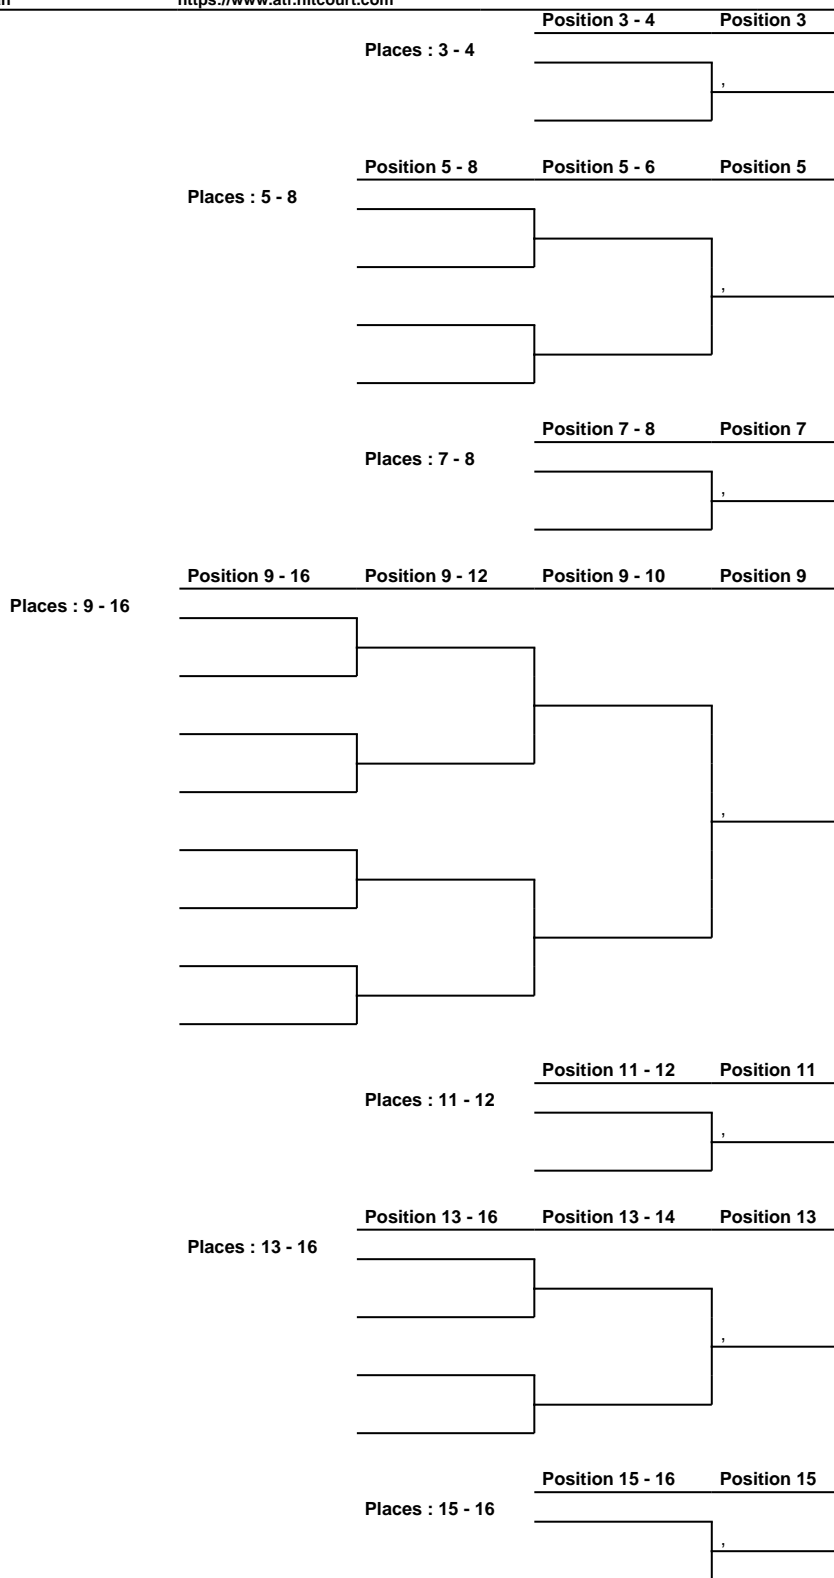 https://www.atf.hitcourt.com
Position 3 - 4 Position 3
Places : 3 - 4
,
Position 5 - 8 Position 5 - 6 Position 5
Places : 5 - 8
,
Position 7 - 8 Position 7
Places : 7 - 8
,
Position 9 - 16 Position 9 - 12 Position 9 - 10 Position 9
Places : 9 - 16
,
Position 11 - 12 Position 11
Places : 11 - 12
,
Position 13 - 16 Position 13 - 14 Position 13
Places : 13 - 16
,
Position 15 - 16 Position 15
Places : 15 - 16
,